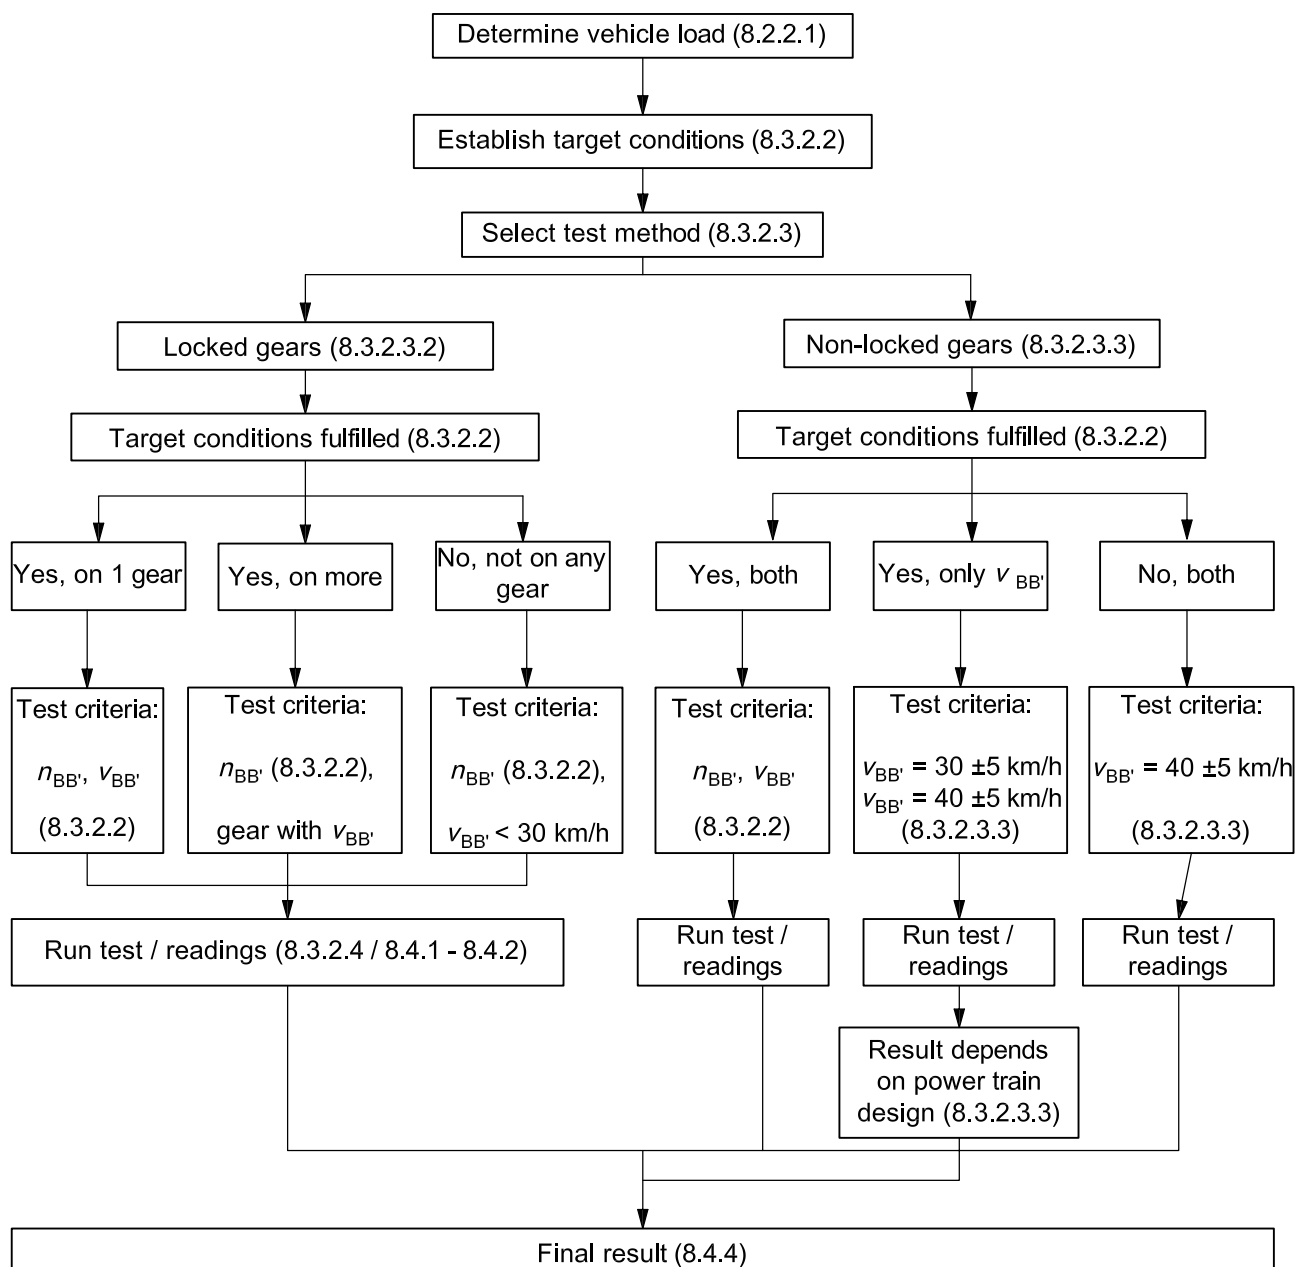 Determine vehicle load (8.2.2.1)
Establish target conditions (8.3.2.2)
Select test method (8.3.2.3)
Locked gears (8.3.2.3.2)
Non-locked gears (8.3.2.3.3)
Target conditions fulfilled (8.3.2.2)
Target conditions fulfilled (8.3.2.2)
Yes, on 1 gear
Yes, on more
No, not on any
gear
Yes, both
Yes, only v BB'
No, both
Test criteria:
nBB', vBB'
(8.3.2.2)
Test criteria:
nBB' (8.3.2.2),
gear with vBB'
Test criteria:
nBB' (8.3.2.2),
vBB' < 30 km/h
Test criteria:
nBB', vBB'
(8.3.2.2)
Test criteria:
vBB' = 30 ±5 km/h
vBB' = 40 ±5 km/h
(8.3.2.3.3)
Test criteria:
vBB' = 40 ±5 km/h
(8.3.2.3.3)
Run test / readings (8.3.2.4 / 8.4.1 - 8.4.2)
Run test /
readings
Run test /
readings
Run test /
readings
Result depends
on power train
design (8.3.2.3.3)
Final result (8.4.4)